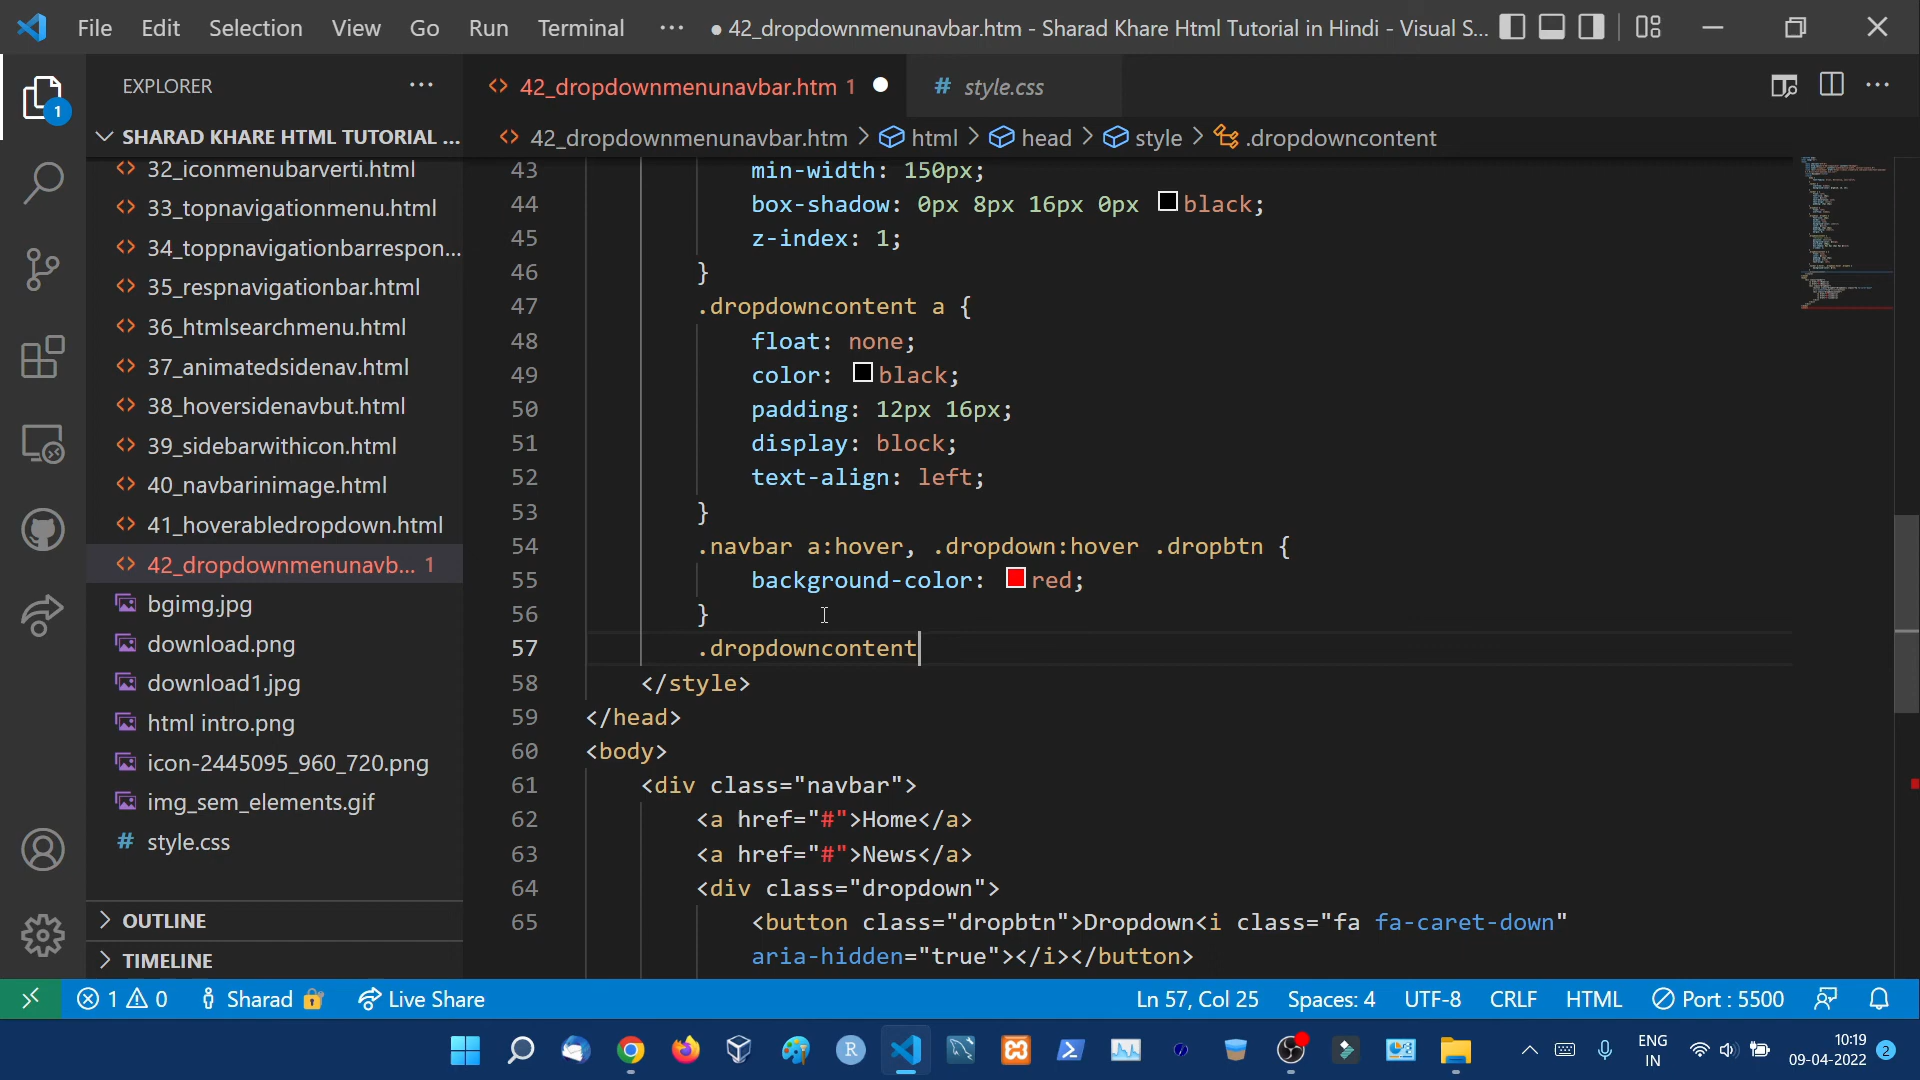 File Edit Selection View Go Run Terminal ··· ● 42_dropdownmenunavbar.htm - Sharad Khare Html Tutorial in Hindi - Visual S...
EXPLORER ···
42_dropdownmenunavbar.htm 1 ●
# style.css
1
SHARAD KHARE HTML TUTORIAL ...
42_dropdownmenunavbar.htm > html > head > style > .dropdowncontent
32_iconmenubarverti.html
33_topnavigationmenu.html
34_toppnavigationbarrespon...
35_respnavigationbar.html
36_htmlsearchmenu.html
37_animatedsidenav.html
38_hoversidenavbut.html
39_sidebarwithicon.html
40_navbarinimage.html
41_hoverabledropdown.html
42_dropdownmenunavb... 1
bgimg.jpg
download.png
download1.jpg
html intro.png
icon-2445095_960_720.png
img_sem_elements.gif
# style.css
OUTLINE
TIMELINE
43 min-width: 150px;
44 box-shadow: 0px 8px 16px 0px black;
45 z-index: 1;
46 }
47 .dropdowncontent a {
48 float: none;
49 color: black;
50 padding: 12px 16px;
51 display: block;
52 text-align: left;
53 }
54 .navbar a:hover, .dropdown:hover .dropbtn {
55 background-color: red;
56 }
57 .dropdowncontent
58 </style>
59 </head>
60 <body>
61 <div class="navbar">
62 <a href="#">Home</a>
63 <a href="#">News</a>
64 <div class="dropdown">
65 <button class="dropbtn">Dropdown<i class="fa fa-caret-down"
aria-hidden="true"></i></button>
1 0 Sharad Live Share
Ln 57, Col 25 Spaces: 4 UTF-8 CRLF HTML Port : 5500
R
ENG
IN
10:19
09-04-2022
2